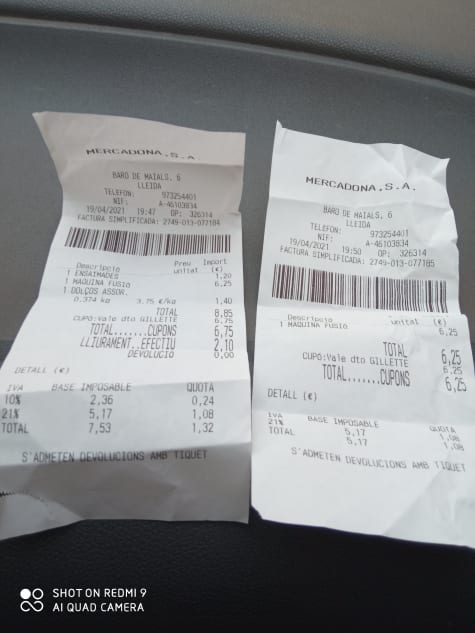 MERCADONA,S.A.
BARO DE MAIALS, 6
LLEIDA
TELEFON: 973254401
NIF: A-46103834
19/04/2021 19:47 OP: 326314
FACTURA SIMPLIFICADA: 2749-013-077184
Descripció Preu unitat Import (€)
1 ENSAIMADES 1,20
1 MAQUINA FUSIO 6,25
1 DOLÇOS ASSOR.
0,374 kg 3,75 €/kg 1,40
TOTAL 8,85
CUPO:Vale dto GILLETTE 6,75
TOTAL.......CUPONS 6,75
LLIURAMENT..EFECTIU 2,10
DEVOLUCIO 0,00
DETALL (€)
IVA BASE IMPOSABLE QUOTA
10% 2,36 0,24
21% 5,17 1,08
TOTAL 7,53 1,32
S'ADMETEN DEVOLUCIONS AMB TIQUET
MERCADONA,S.A.
BARO DE MAIALS, 6
LLEIDA
TELEFON: 973254401
NIF: A-46103834
19/04/2021 19:50 OP: 326314
FACTURA SIMPLIFICADA: 2749-013-077185
Descripció unitat (€)
1 MAQUINA FUSIO 6,25
TOTAL 6,25
CUPO:Vale dto GILLETTE 6,25
TOTAL.......CUPONS 6,25
DETALL (€)
IVA BASE IMPOSABLE QUOTA
21% 5,17 1,08
TOTAL 5,17 1,08
S'ADMETEN DEVOLUCIONS AMB TIQUET
SHOT ON REDMI 9
AI QUAD CAMERA